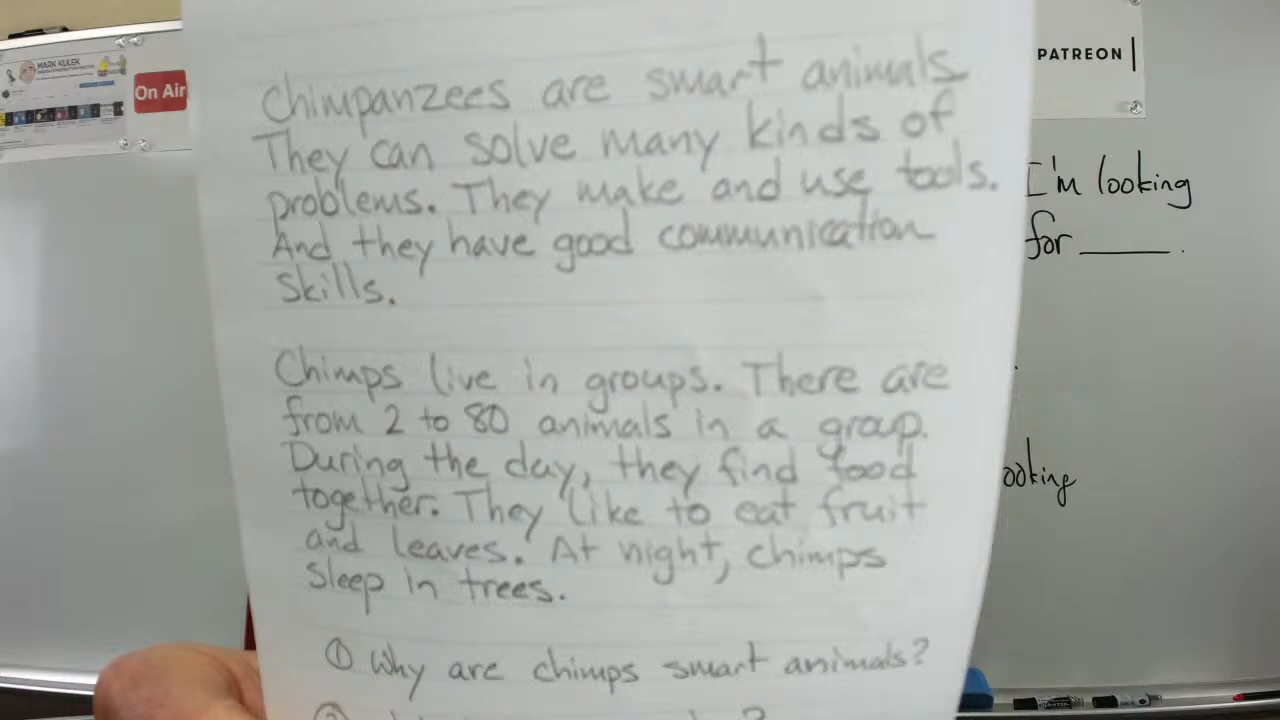 MARK KULEK
On Air
PATREON
I'm looking
for ______.
ooking
Chimpanzees are smart animals
They can solve many kinds of
problems. They make and use tools.
And they have good communication
skills.
Chimps live in groups. There are
from 2 to 80 animals in a group.
During the day, they find food
together. They like to eat fruit
and leaves. At night, chimps
sleep in trees.
① Why are chimps smart animals?